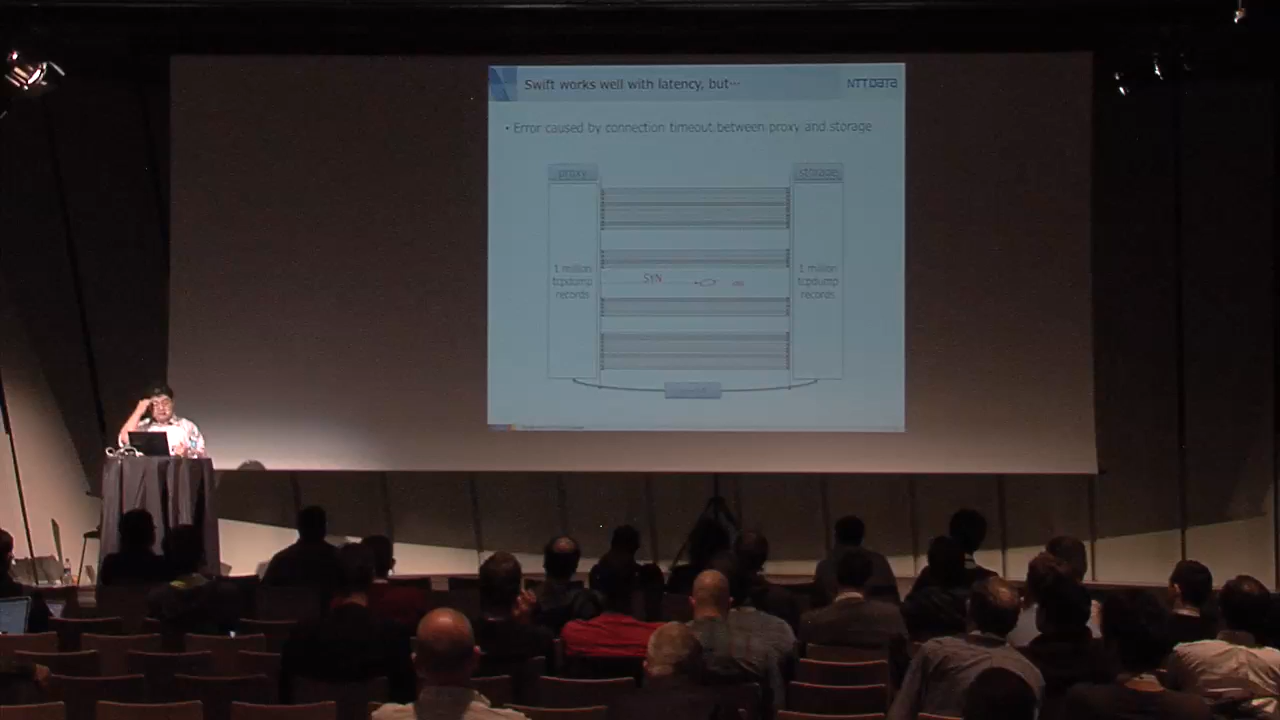 Swift works well with latency, but…
NTT DATA
• Error caused by connection timeout between proxy and storage
proxy
storage
1 million
tcpdump
records
SYN
1 million
tcpdump
records